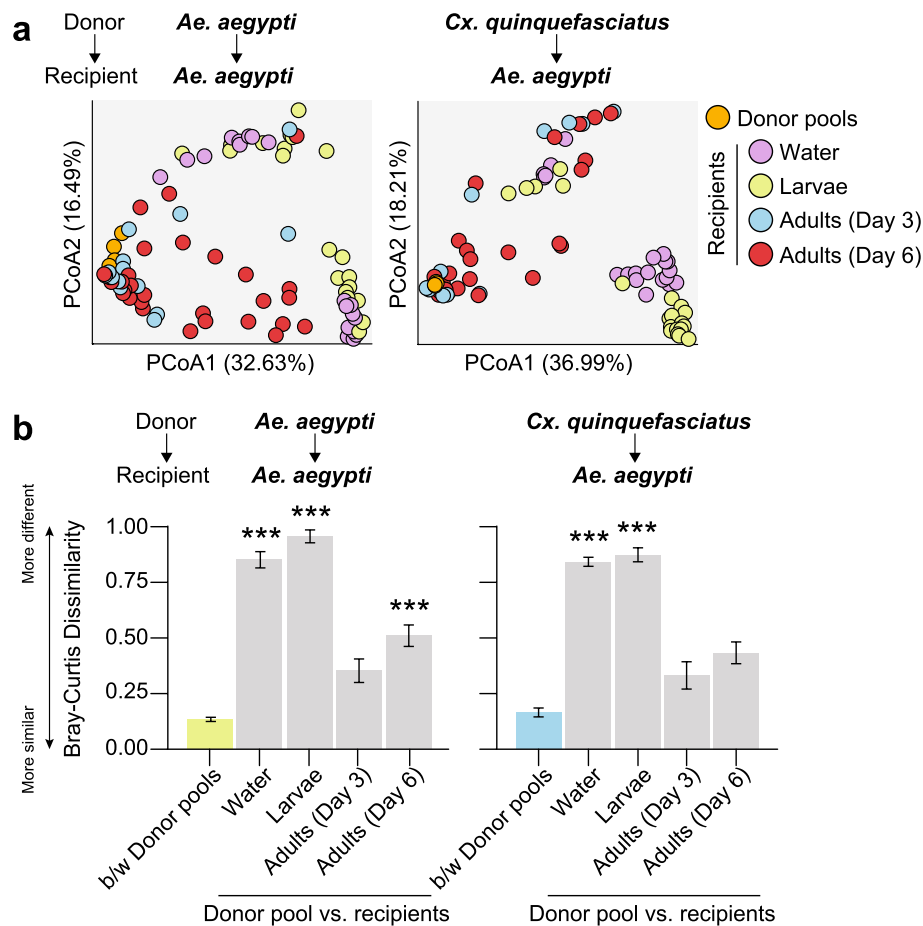 a
Donor
Recipient
Ae. aegypti
Ae. aegypti
Cx. quinquefasciatus
Ae. aegypti
PCoA2 (16.49%)
PCoA1 (32.63%)
PCoA2 (18.21%)
PCoA1 (36.99%)
Donor pools
Recipients
Water
Larvae
Adults (Day 3)
Adults (Day 6)
b
Donor
Recipient
Ae. aegypti
Ae. aegypti
Cx. quinquefasciatus
Ae. aegypti
More different
More similar
Bray-Curtis Dissimilarity
1.00
0.75
0.50
0.25
0.00
***
***
***
b/w Donor pools
Water
Larvae
Adults (Day 3)
Adults (Day 6)
Donor pool vs. recipients
***
***
b/w Donor pools
Water
Larvae
Adults (Day 3)
Adults (Day 6)
Donor pool vs. recipients